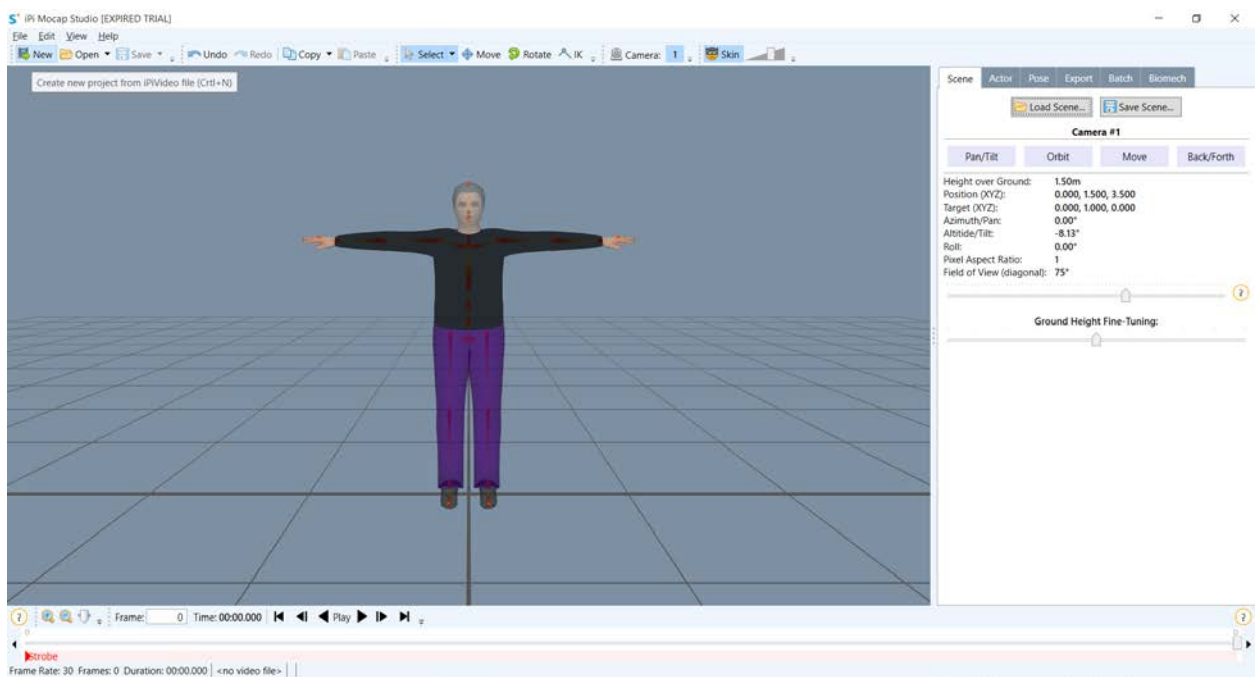 iPi Mocap Studio [EXPIRED TRIAL]
File Edit View Help
New Open Save Undo Redo Copy Paste Select Move Rotate IK Camera: 1 Skin
Create new project from iPiVideo file (Crtl+N)
Scene Actor Pose Export Batch Biomech
Load Scene... Save Scene...
Camera #1
Pan/Tilt Orbit Move Back/Forth
Height over Ground: 1.50m
Position (XYZ): 0.000, 1.500, 3.500
Target (XYZ): 0.000, 1.000, 0.000
Azimuth/Pan: 0.00°
Altitide/Tilt: -8.13°
Roll: 0.00°
Pixel Aspect Ratio: 1
Field of View (diagonal): 75°
?
Ground Height Fine-Tuning:
? Frame: 0 Time: 00:00.000 Play ?
0 0
Strobe
Frame Rate: 30 Frames: 0 Duration: 00:00.000 <no video file>